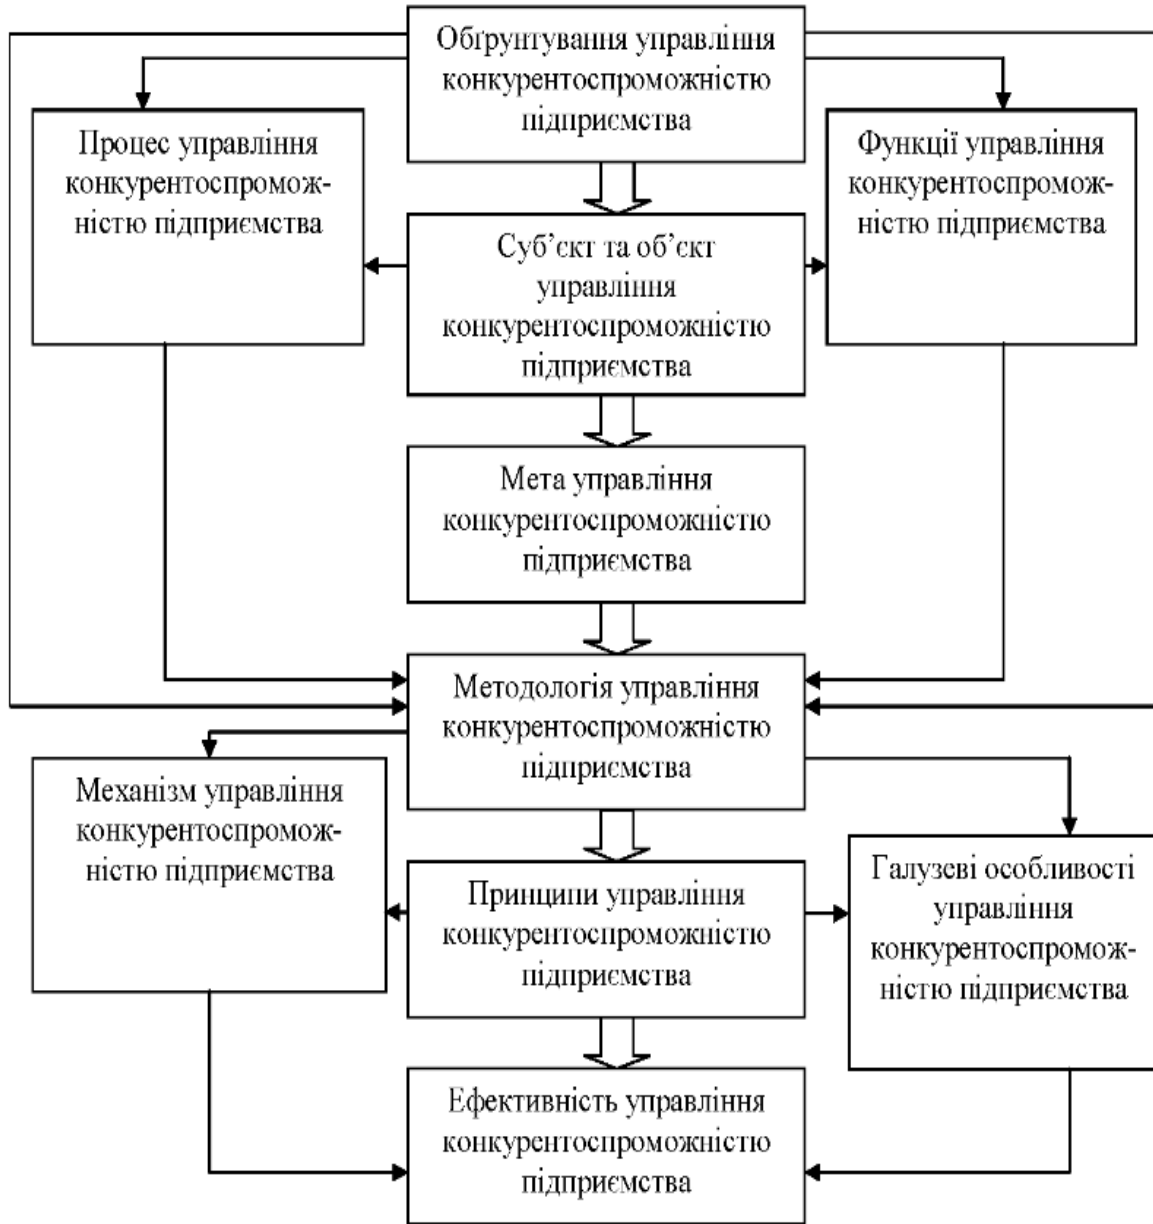 Обґрунтування управління
конкурентоспроможністю
підприємства
Процес управління
конкурентоспромож-
ністю підприємства
Функції управління
конкурентоспромож-
ністю підприємства
Суб’єкт та об’єкт
управління
конкурентоспроможністю
підприємства
Мета управління
конкурентоспроможністю
підприємства
Методологія управління
конкурентоспроможністю
підприємства
Механізм управління
конкурентоспромож-
ністю підприємства
Принципи управління
конкурентоспроможністю
підприємства
Галузеві особливості
управління
конкурентоспромож-
ністю підприємства
Ефективність управління
конкурентоспроможністю
підприємства